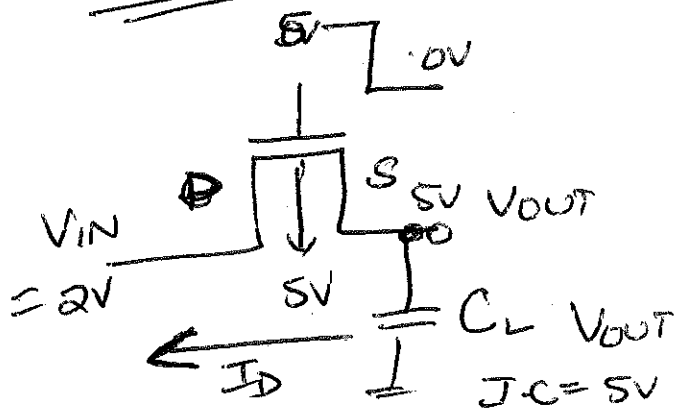 5V
0V
D
S
5V VOUT
VIN
= 2V
5V
CL VOUT
ID
I.C = 5V